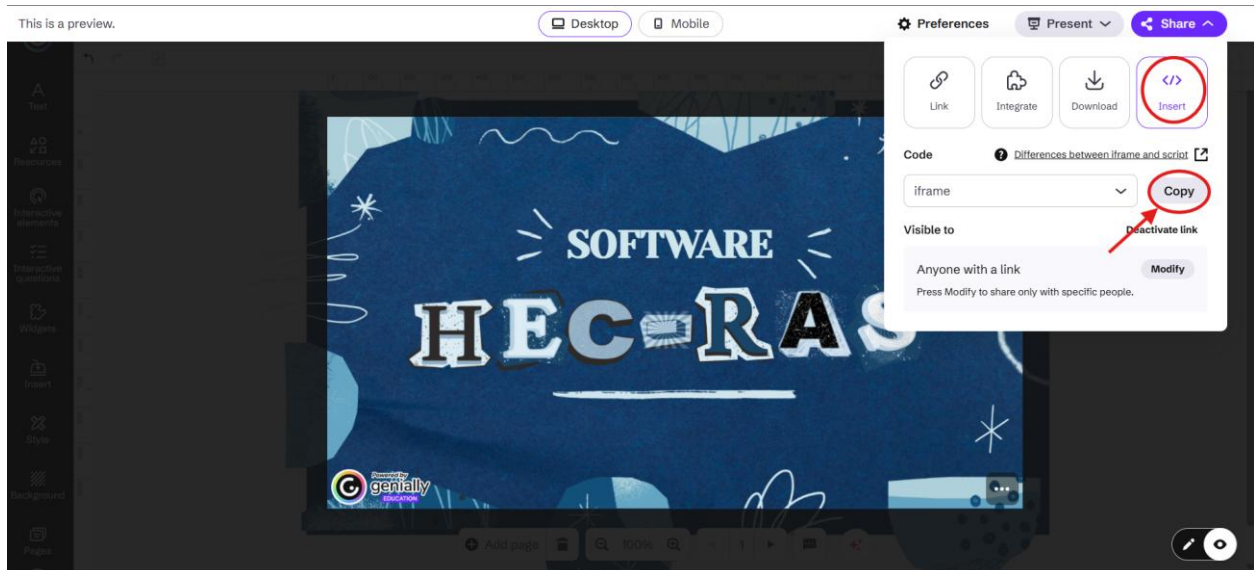 This is a preview.
Desktop
Mobile
Preferences
Present
Share
Text
Resources
Interactive
elements
Interactive
questions
Widgets
Insert
Style
Background
Pages
SOFTWARE
HEC-RAS
Powered by
genially
EDUCATION
Link
Integrate
Download
Insert
Code
Differences between iframe and script
iframe
Copy
Visible to
Deactivate link
Anyone with a link
Modify
Press Modify to share only with specific people.
Add page
100%
1